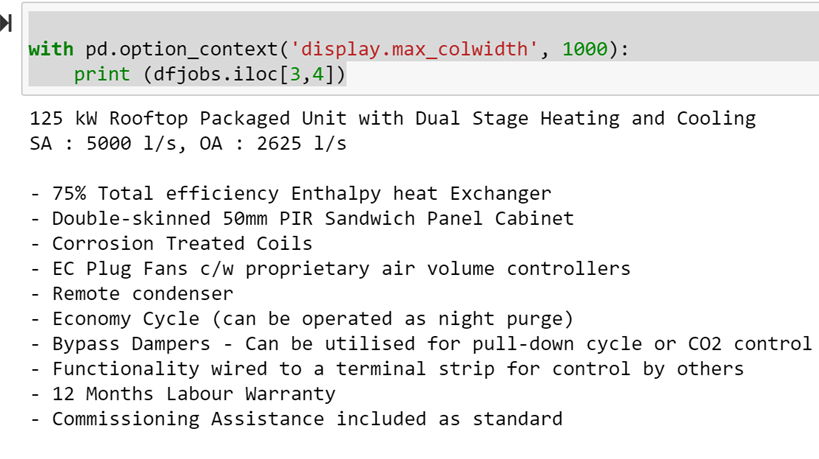 with pd.option_context('display.max_colwidth', 1000):
    print (dfjobs.iloc[3,4])
125 kW Rooftop Packaged Unit with Dual Stage Heating and Cooling
SA : 5000 l/s, OA : 2625 l/s
- 75% Total efficiency Enthalpy heat Exchanger
- Double-skinned 50mm PIR Sandwich Panel Cabinet
- Corrosion Treated Coils
- EC Plug Fans c/w proprietary air volume controllers
- Remote condenser
- Economy Cycle (can be operated as night purge)
- Bypass Dampers - Can be utilised for pull-down cycle or CO2 control
- Functionality wired to a terminal strip for control by others
- 12 Months Labour Warranty
- Commissioning Assistance included as standard